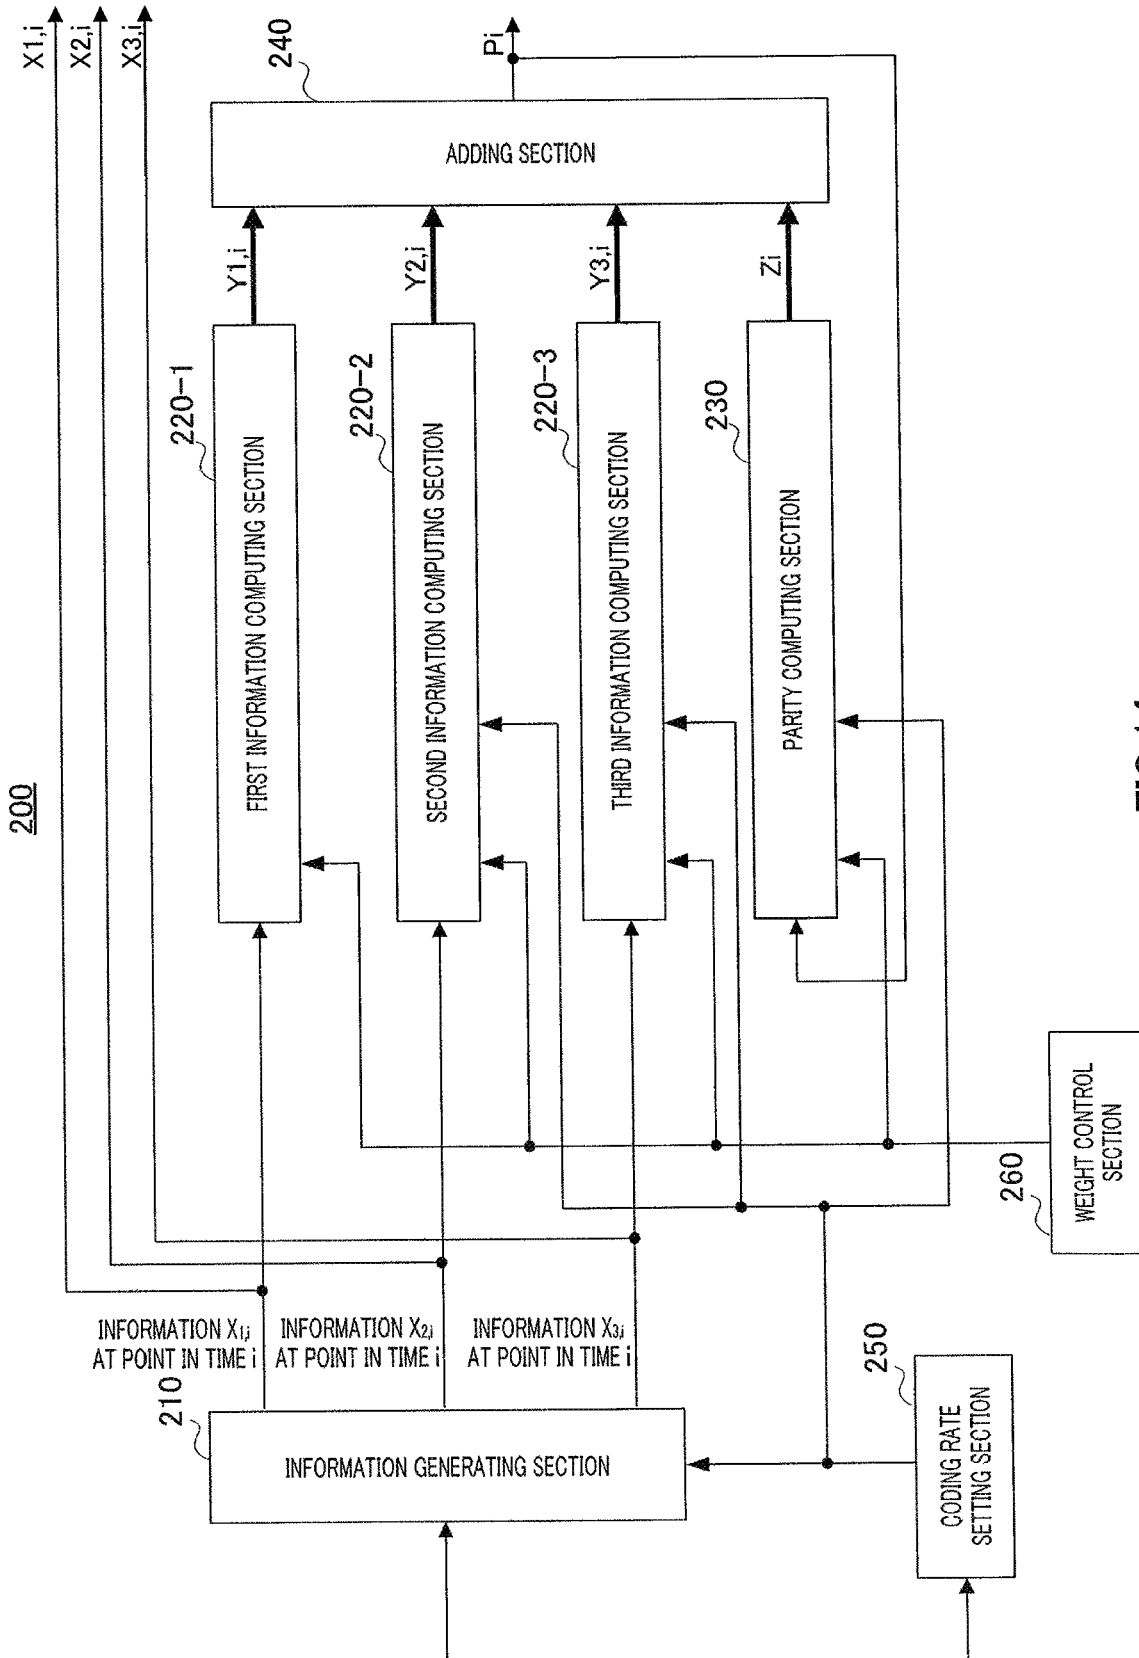 200
X1,i
X2,i
X3,i
INFORMATION GENERATING SECTION
210
INFORMATION X1,i
AT POINT IN TIME i
INFORMATION X2,i
AT POINT IN TIME i
INFORMATION X3,i
AT POINT IN TIME i
FIRST INFORMATION COMPUTING SECTION
220-1
SECOND INFORMATION COMPUTING SECTION
220-2
THIRD INFORMATION COMPUTING SECTION
220-3
PARITY COMPUTING SECTION
230
Y1,i
Y2,i
Y3,i
Zi
ADDING SECTION
240
Pi
CODING RATE
SETTING SECTION
250
WEIGHT CONTROL
SECTION
260